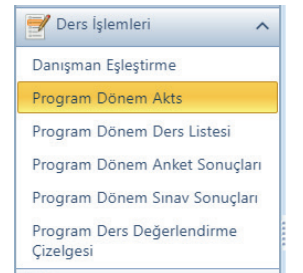 Ders İşlemleri
Danışman Eşleştirme
Program Dönem Akts
Program Dönem Ders Listesi
Program Dönem Anket Sonuçları
Program Dönem Sınav Sonuçları
Program Ders Değerlendirme
Çizelgesi